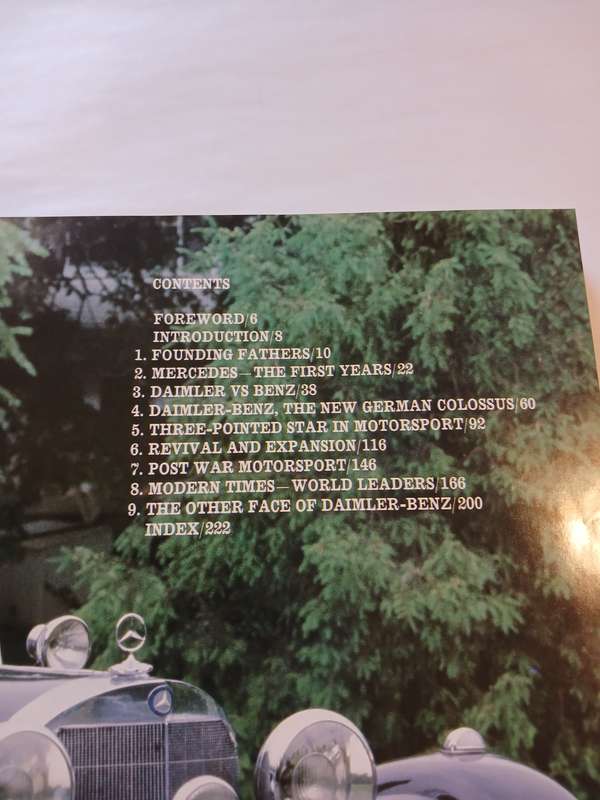 CONTENTS
FOREWORD/6
INTRODUCTION/8
1. FOUNDING FATHERS/10
2. MERCEDES—THE FIRST YEARS/22
3. DAIMLER VS BENZ/38
4. DAIMLER-BENZ, THE NEW GERMAN COLOSSUS/60
5. THREE-POINTED STAR IN MOTORSPORT/92
6. REVIVAL AND EXPANSION/116
7. POST WAR MOTORSPORT/146
8. MODERN TIMES—WORLD LEADERS/166
9. THE OTHER FACE OF DAIMLER-BENZ/200
INDEX/222